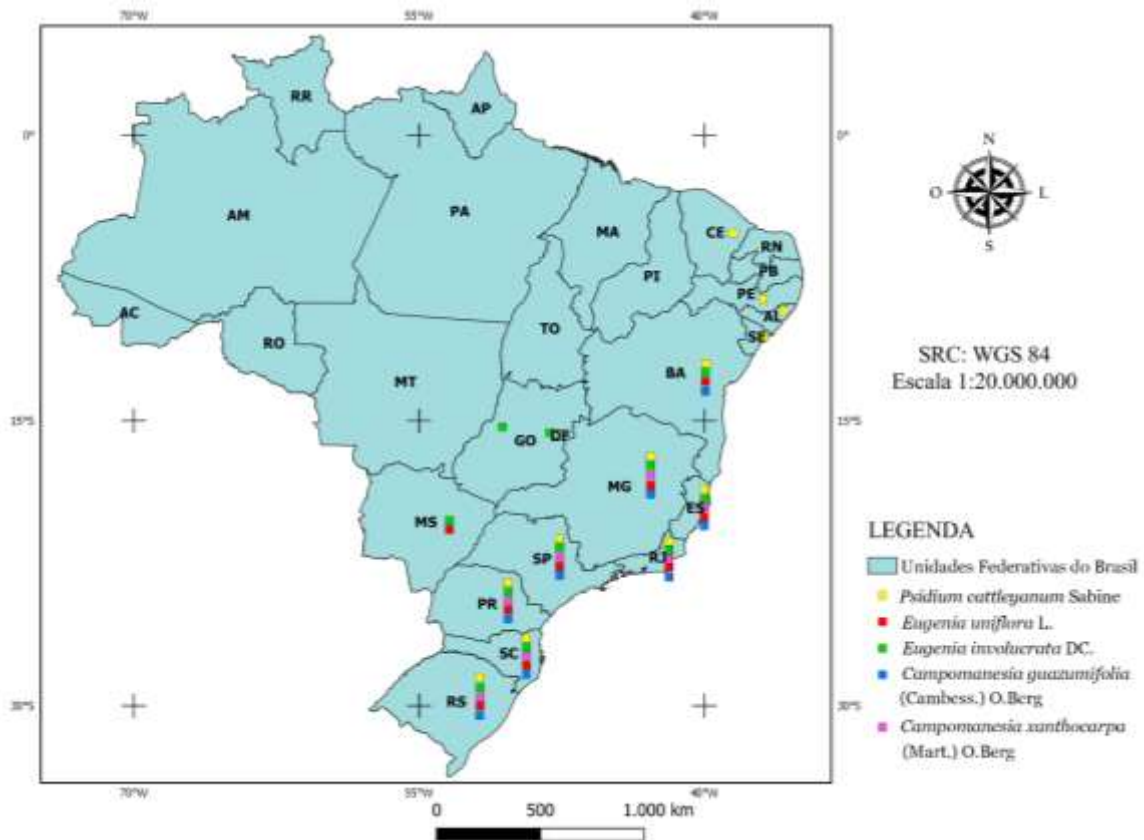 70°W 55°W 40°W
RR
AP
0° 0°
AM
PA
MA
CE
RN
PB
PI
PE
AL
SE
AC
RO
TO
MT
BA
15°S 15°S
GO
DF
MG
ES
MS
SP
RJ
PR
SC
RS
30°S 30°S
70°W 55°W 40°W
0 500 1.000 km
N
O L
S
SRC: WGS 84
Escala 1:20.000.000
LEGENDA
Unidades Federativas do Brasil
Psidium cattleyanum Sabine
Eugenia uniflora L.
Eugenia involucrata DC.
Campomanesia guazumifolia
(Cambess.) O.Berg
Campomanesia xanthocarpa
(Mart.) O.Berg